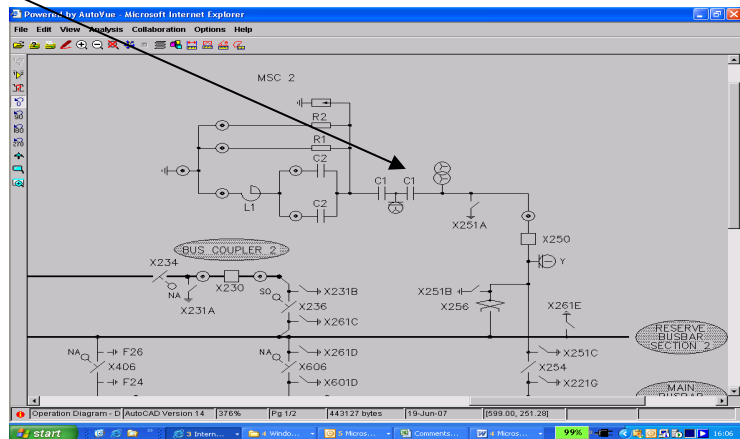 Powered by AutoVue - Microsoft Internet Explorer
File Edit View Analysis Collaboration Options Help
MSC 2
R2
R1
C2
C1 C1
L1
C2
X251A
X250
BUS COUPLER 2
Y
X234
X230
NA
X231A
SO
X231B
X236
X261C
X251B
X256
X261E
RESERVE
BUSBAR
SECTION 2
NA
F26
X406
F24
NA
X261D
X606
X601D
X251C
X254
X221G
MAIN
BUSBAR
Operation Diagram - D AutoCAD Version 14 376% Pg 1/2 443127 bytes 19-Jun-07 [599.00, 251.28]
start 3 Intern... 4 Windo... 5 Micros... Comments... 4 Micros... 99% 16:06